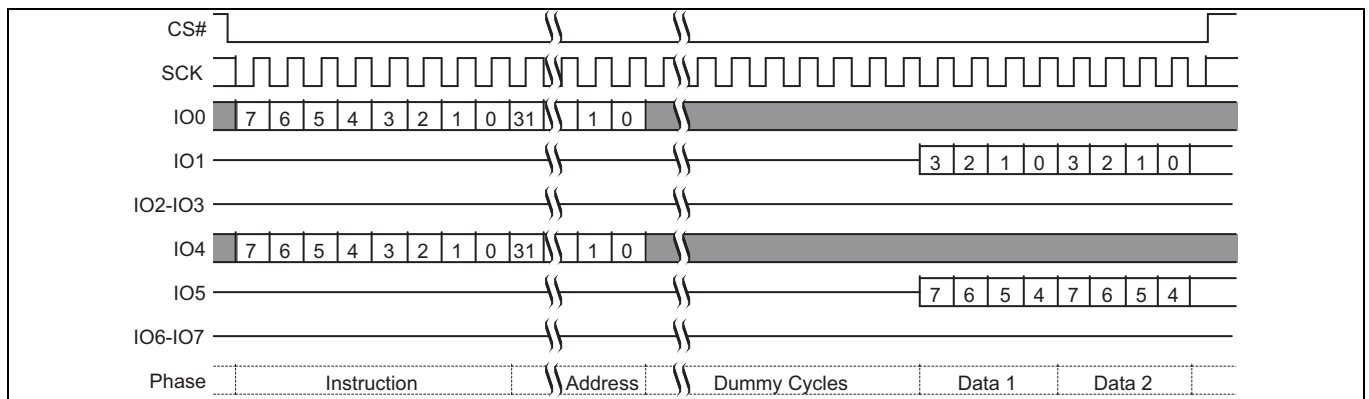 CS#
SCK
IO0 7 6 5 4 3 2 1 0 31 1 0
IO1 3 2 1 0 3 2 1 0
IO2-IO3
IO4 7 6 5 4 3 2 1 0 31 1 0
IO5 7 6 5 4 7 6 5 4
IO6-IO7
Phase Instruction Address Dummy Cycles Data 1 Data 2